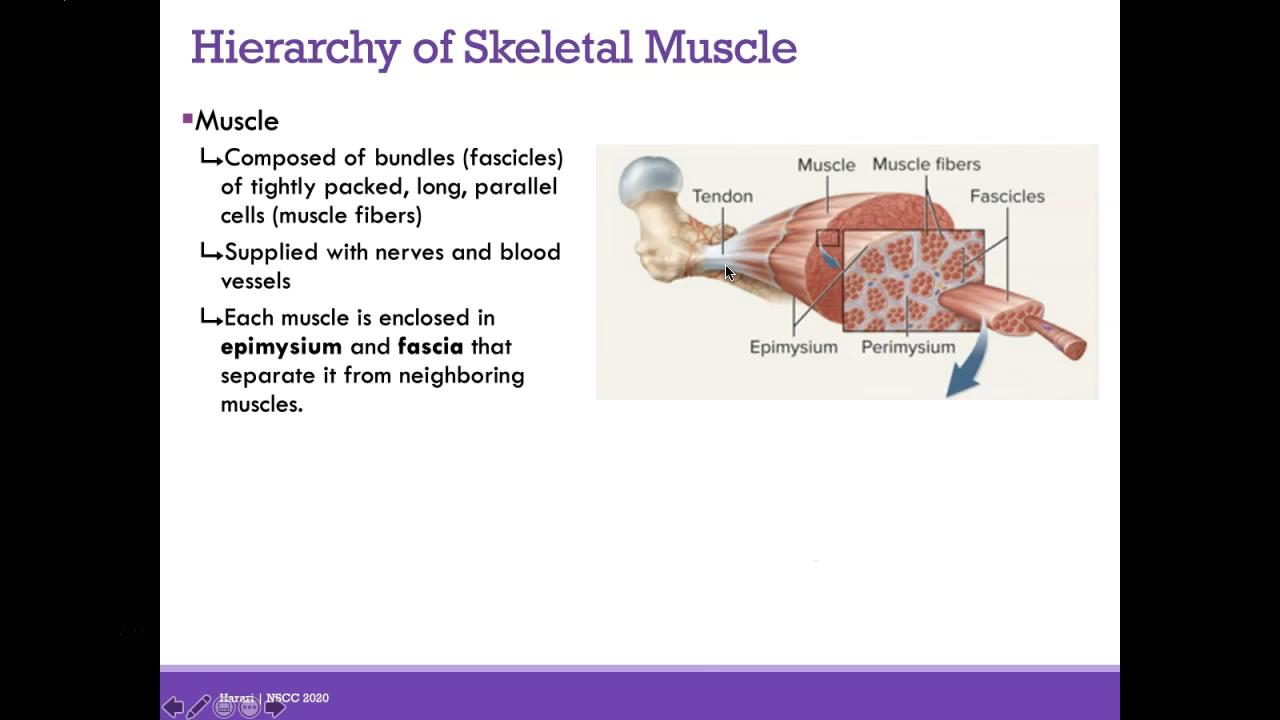 Hierarchy of Skeletal Muscle
Muscle
Composed of bundles (fascicles)
of tightly packed, long, parallel
cells (muscle fibers)
Supplied with nerves and blood
vessels
Each muscle is enclosed in
epimysium and fascia that
separate it from neighboring
muscles.
Muscle
Muscle fibers
Tendon
Fascicles
Epimysium
Perimysium
Harari | NSCC 2020